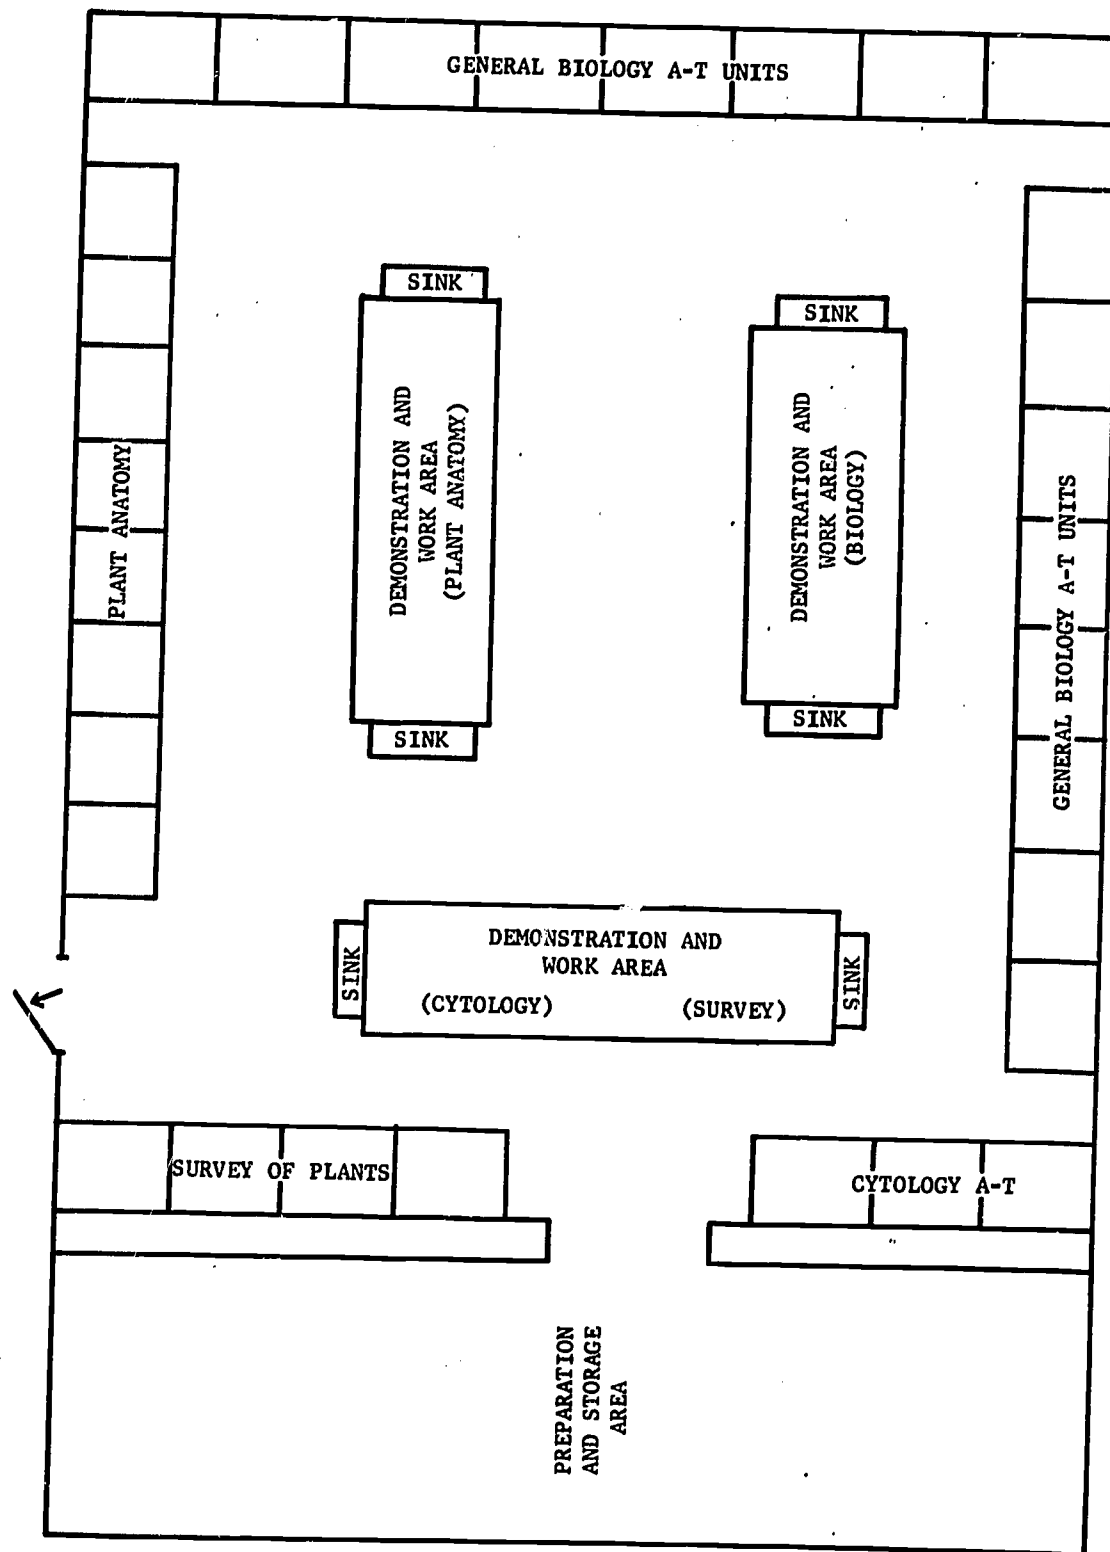 GENERAL BIOLOGY A-T UNITS
SINK
SINK
DEMONSTRATION AND
WORK AREA
(PLANT ANATOMY)
DEMONSTRATION AND
WORK AREA
(BIOLOGY)
PLANT ANATOMY
GENERAL BIOLOGY A-T UNITS
SINK
SINK
SINK
DEMONSTRATION AND
WORK AREA
(CYTOLOGY) (SURVEY)
SINK
SURVEY OF PLANTS
CYTOLOGY A-T
PREPARATION
AND STORAGE
AREA